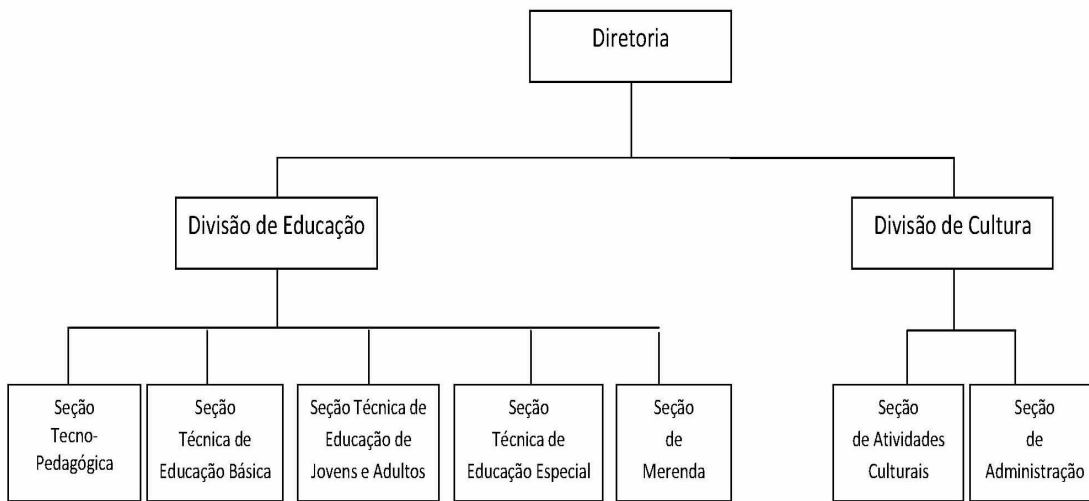 Diretoria
Divisão de Educação
Divisão de Cultura
Seção
Tecno-
Pedagógica
Seção
Técnica de
Educação Básica
Seção Técnica de
Educação de
Jovens e Adultos
Seção
Técnica de
Educação Especial
Seção
de
Merenda
Seção
de Atividades
Culturais
Seção
de
Administração